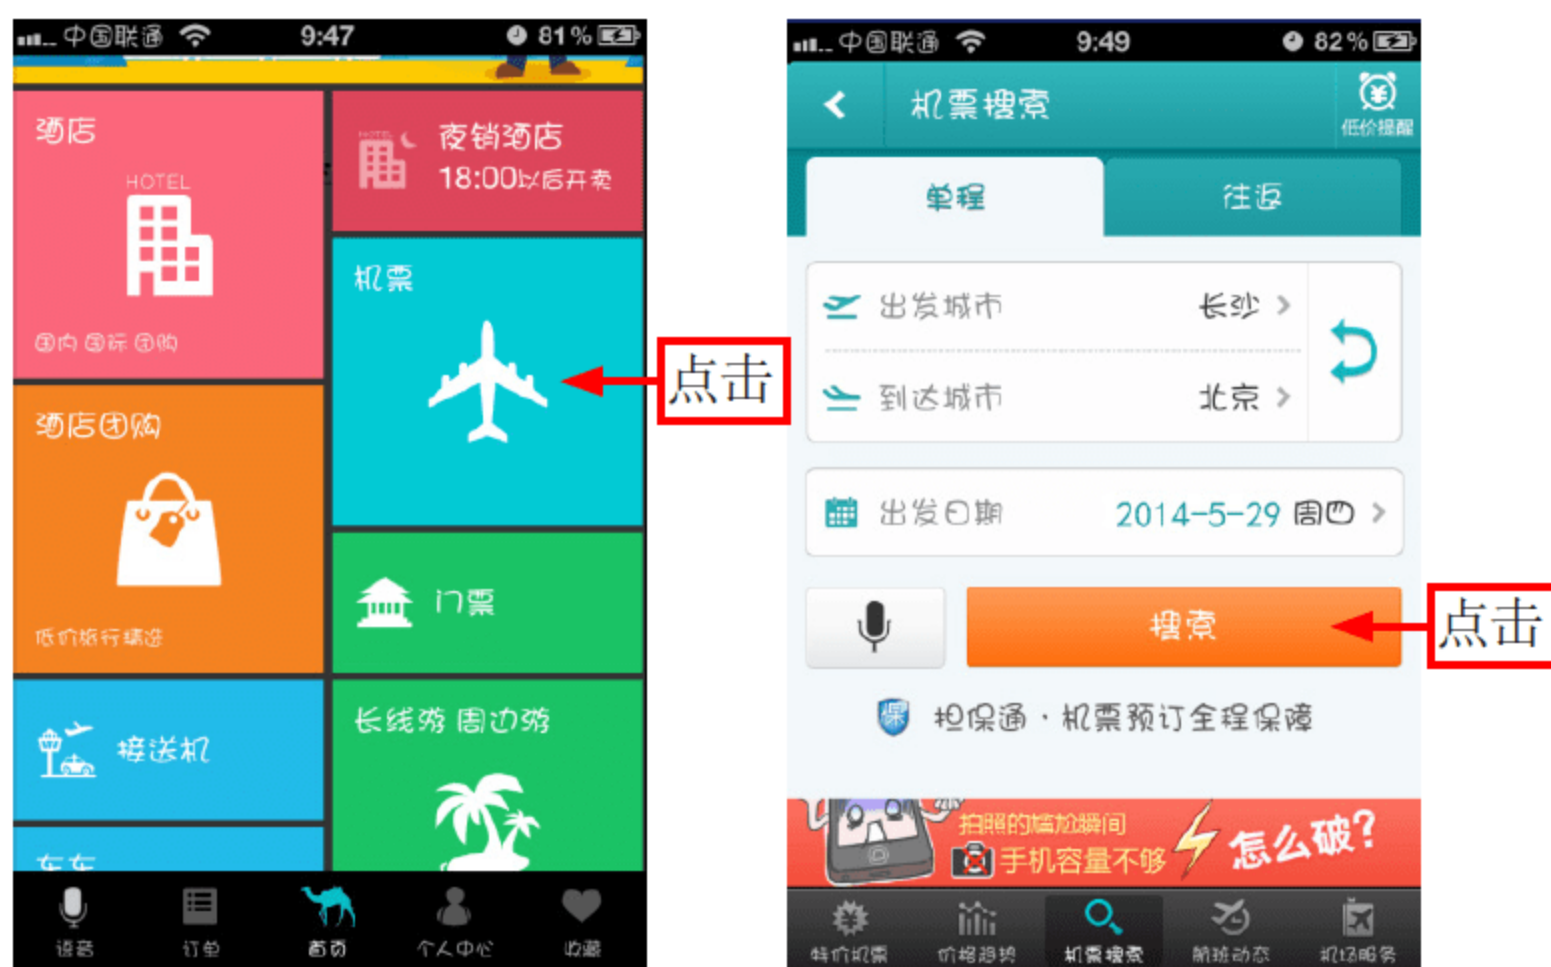 中国联通 9:47 81%
酒店
HOTEL
国内 国际 团购
HOTEL
夜销酒店
18:00以后开卖
机票
点击
酒店团购
低价旅行精选
门票
接送机
长线游 周边游
车车
语音 订单 首页 个人中心 收藏
中国联通 9:49 82%
机票搜索
低价提醒
单程 往返
出发城市 长沙
到达城市 北京
出发日期 2014-5-29 周四
搜索
点击
保 担保通·机票预订全程保障
拍照的尴尬瞬间
手机容量不够
怎么破?
特价机票 价格趋势 机票搜索 航班动态 机场服务